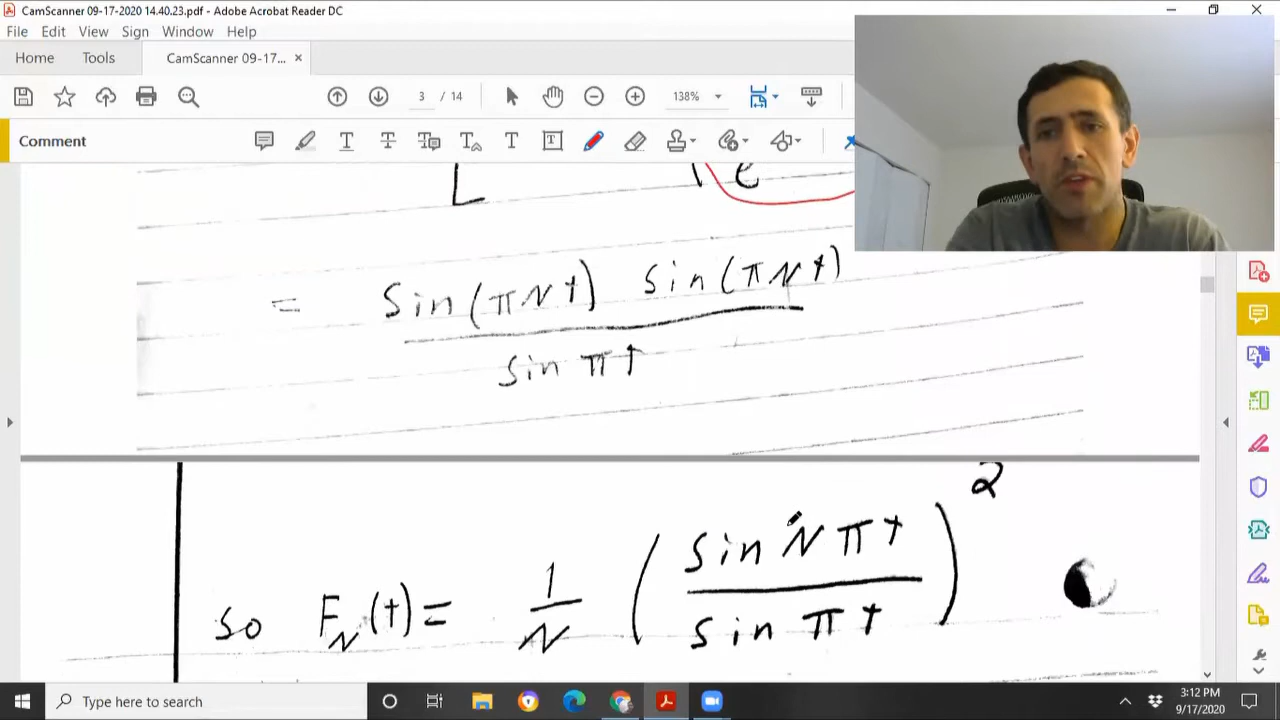 CamScanner 09-17-2020 14.40.23.pdf - Adobe Acrobat Reader DC
File Edit View Sign Window Help
Home Tools CamScanner 09-17... ×
3 / 14 138%
Comment
L e
= Sin(πNt) sin(πNt)
sin πt
2
sin Nπt
so F_N(t) = 1/N ( )
sin πt
Type here to search
3:12 PM
9/17/2020